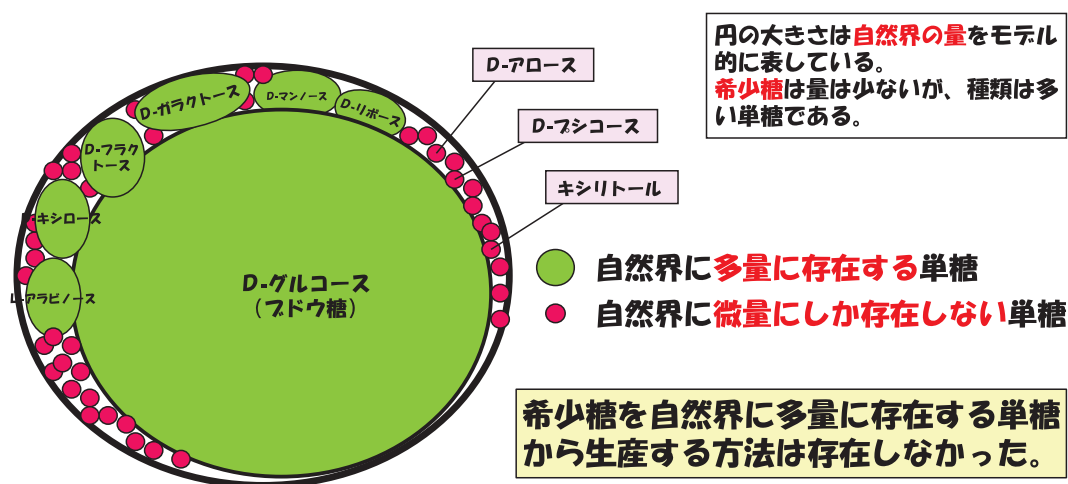 円の大きさは自然界の量をモデル
的に表している。
希少糖は量は少ないが、種類は多
い単糖である。
D-アロース
D-プシコース
キシリトール
D-マンノース
D-リボース
D-ガラクトース
D-フラク
トース
D-キシロース
L-アラビノース
D-グルコース
(ブドウ糖)
自然界に多量に存在する単糖
自然界に微量にしか存在しない単糖
希少糖を自然界に多量に存在する単糖
から生産する方法は存在しなかった。